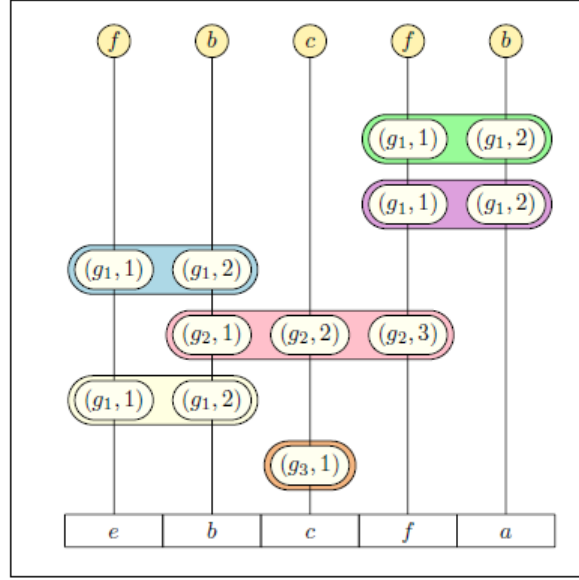 f b c f b
(g₁, 1) (g₁, 2)
(g₁, 1) (g₁, 2)
(g₁, 1) (g₁, 2)
(g₂, 1) (g₂, 2) (g₂, 3)
(g₁, 1) (g₁, 2)
(g₃, 1)
e b c f a